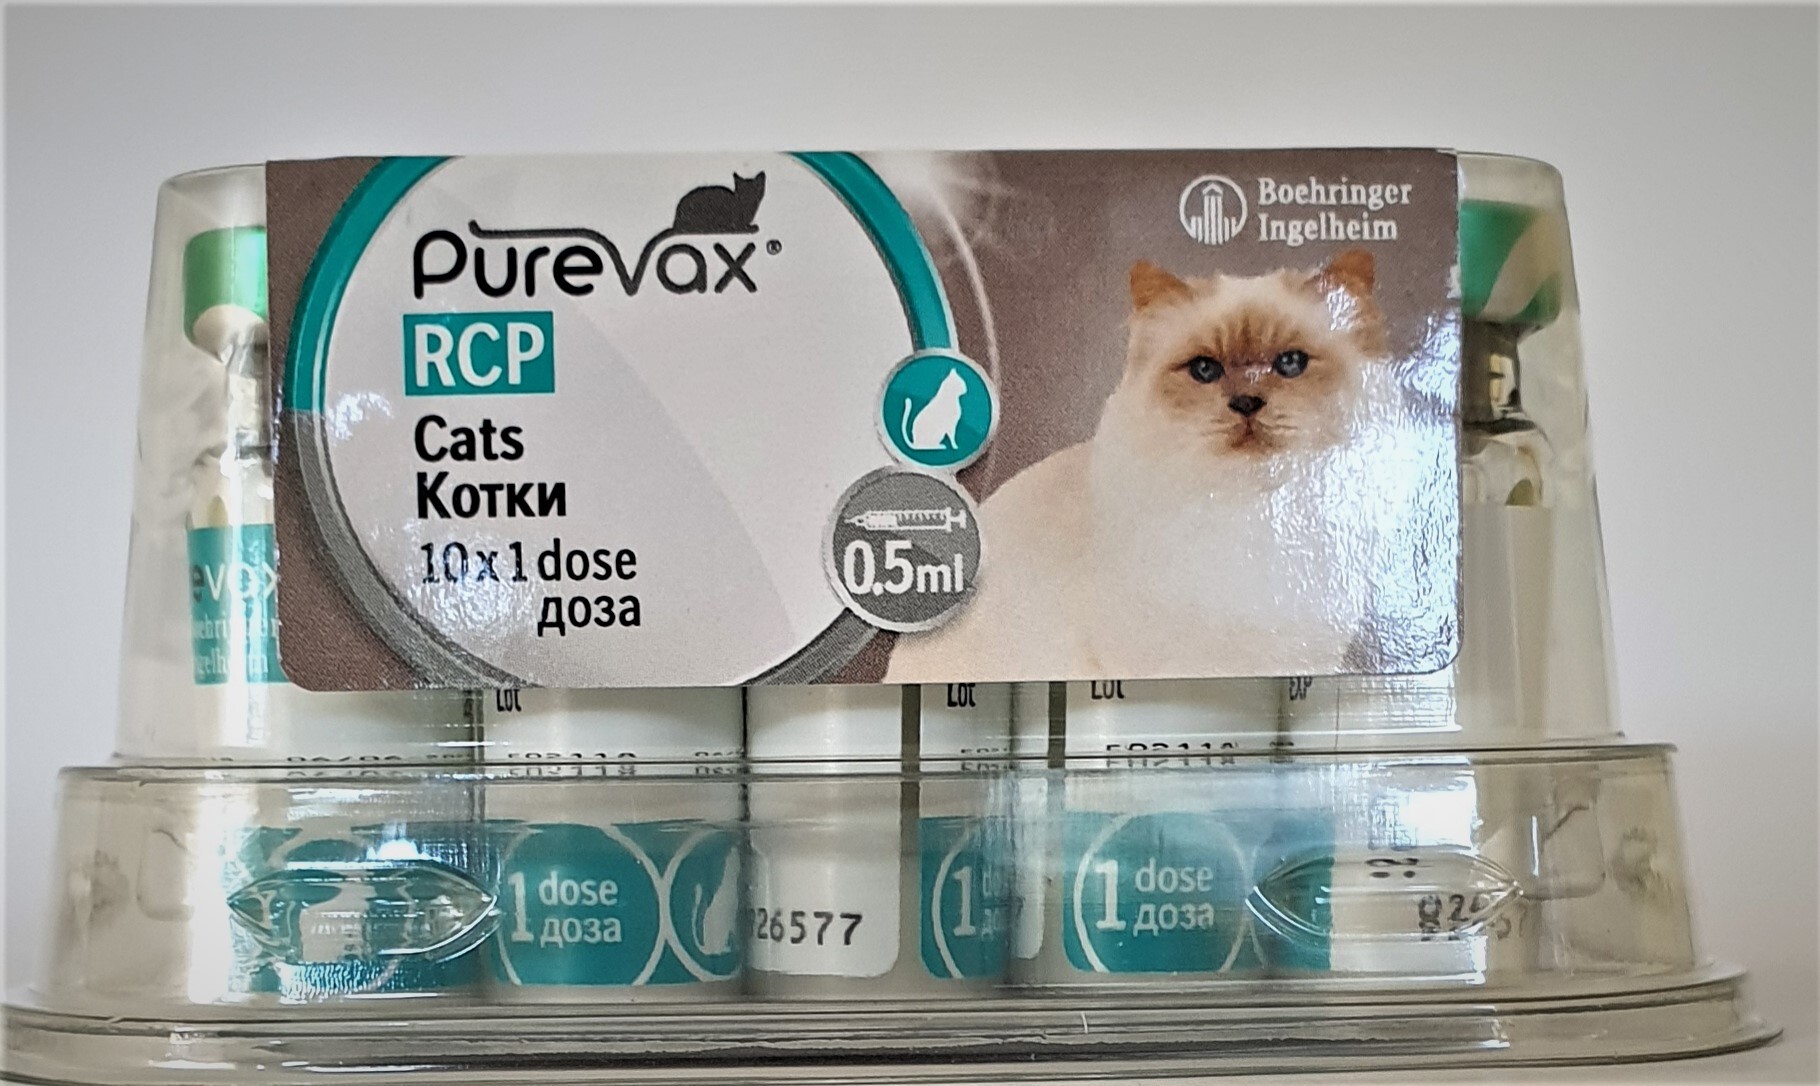 Purevax®
RCP
Cats
Котки
10 x 1 dose
доза
0.5ml
Boehringer
Ingelheim
Lot
Lot
Lot
EXP
1 dose
доза
26577
1
1 dose
доза